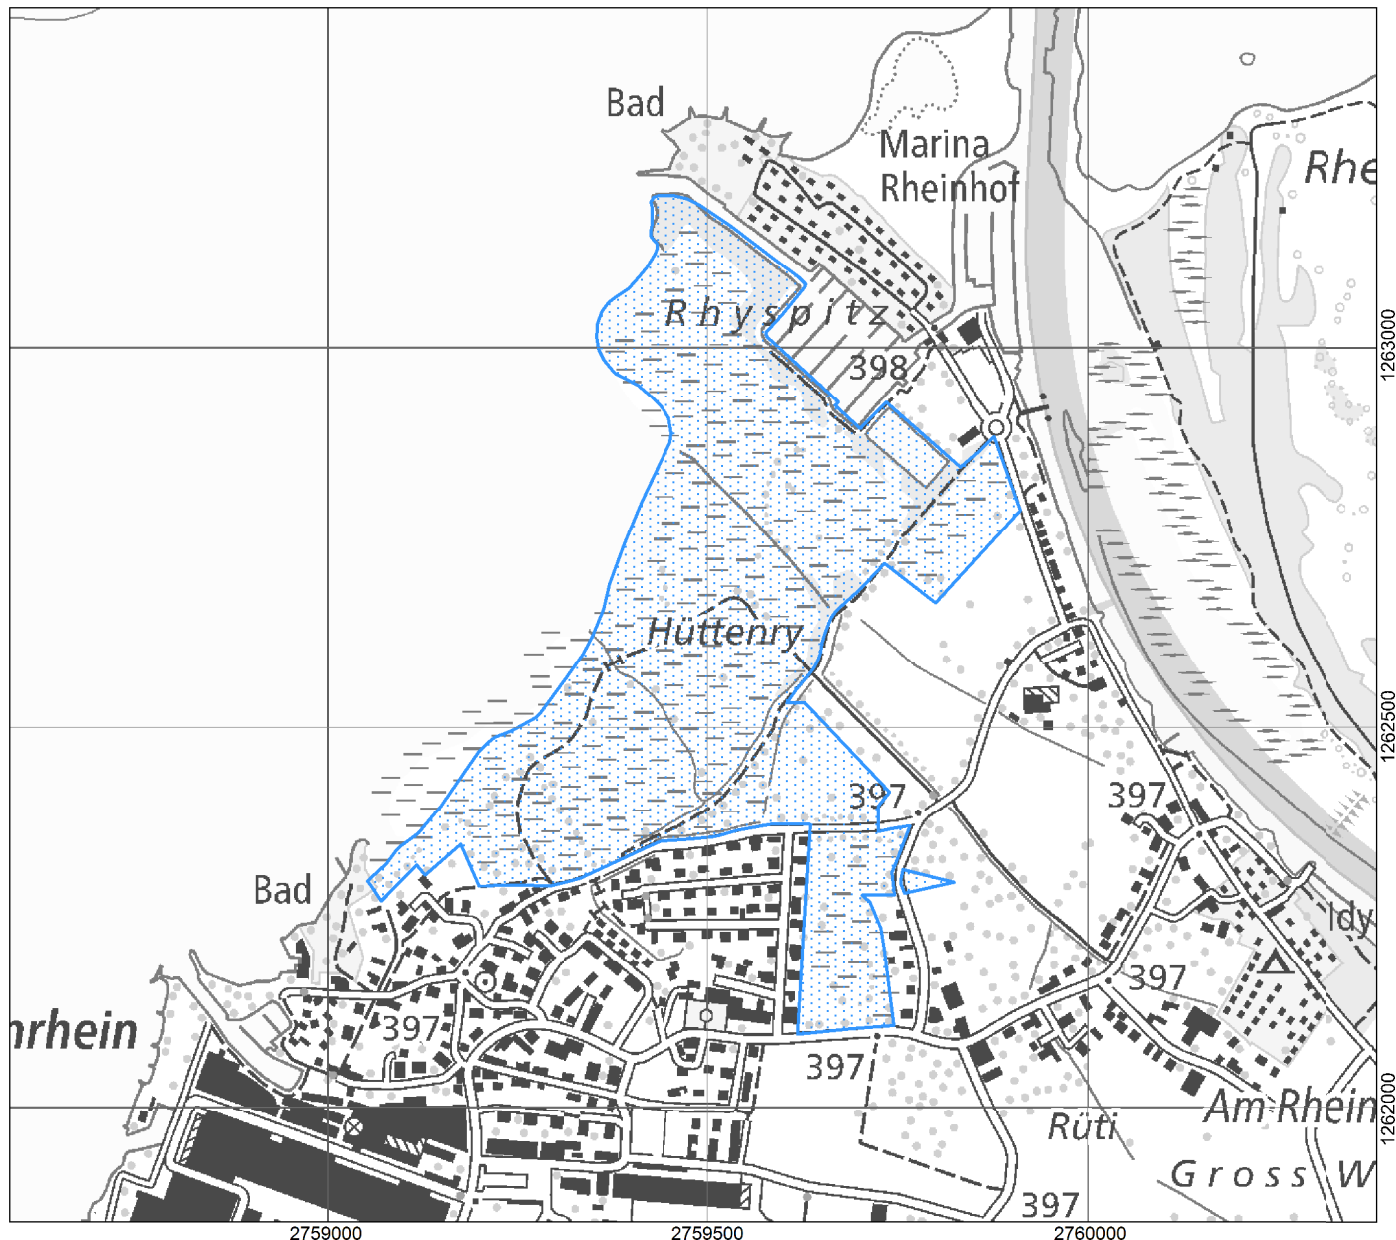 Bad
Marina
Rheinhof
Rhe
Rhyspitz
398
1263000
Hüttenry
1262500
397
397
Bad
Idy
397
nrhein
397
397
1262000
Am Rhein
Rüti
Gross W
397
2759000
2759500
2760000